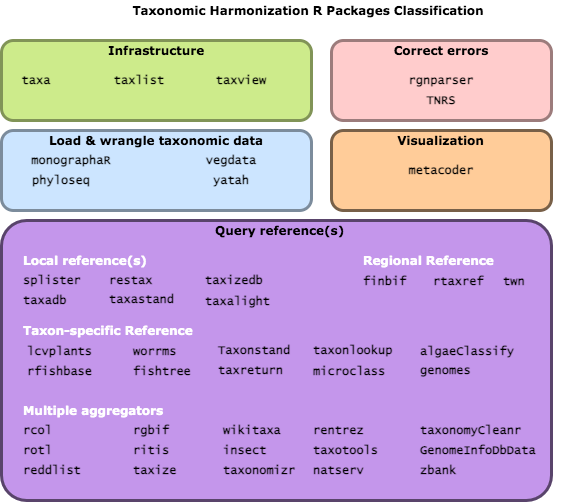 Taxonomic Harmonization R Packages Classification
Infrastructure
taxa taxlist taxview
Correct errors
rgnparser
TNRS
Load & wrangle taxonomic data
monographaR vegdata
phyloseq yatah
Visualization
metacoder
Query reference(s)
Local reference(s)
splister restax taxizedb
taxadb taxastand taxalight
Regional Reference
finbif rtaxref twn
Taxon-specific Reference
lcvplants worrms Taxonstand taxonlookup algaeClassify
rfishbase fishtree taxreturn microclass genomes
Multiple aggregators
rcol rgbif wikitaxa rentrez taxonomyCleanr
rotl ritis insect taxotools GenomeInfoDbData
reddlist taxize taxonomizr natserv zbank